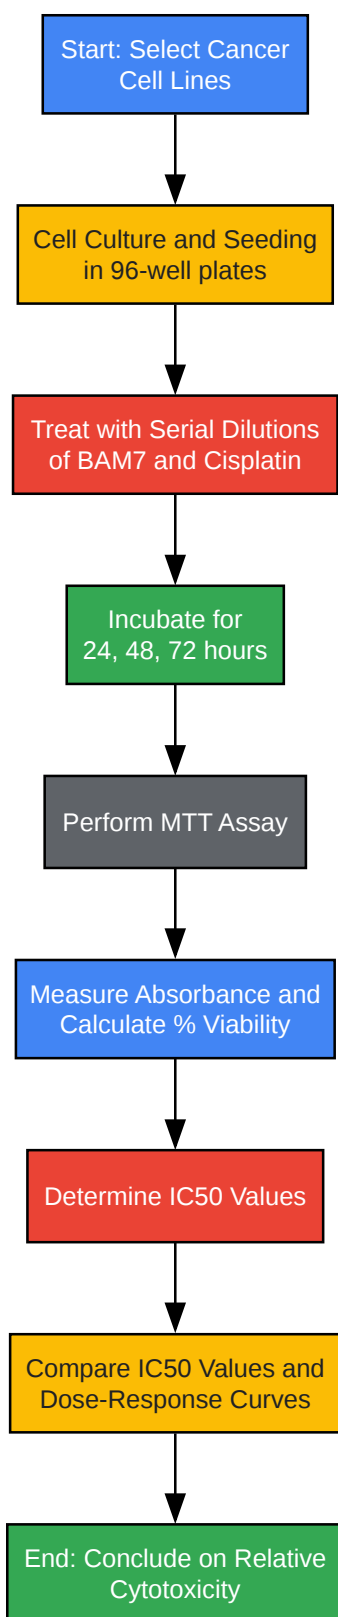 Start: Select Cancer
Cell Lines
Cell Culture and Seeding
in 96-well plates
Treat with Serial Dilutions
of BAM7 and Cisplatin
Incubate for
24, 48, 72 hours
Perform MTT Assay
Measure Absorbance and
Calculate % Viability
Determine IC50 Values
Compare IC50 Values and
Dose-Response Curves
End: Conclude on Relative
Cytotoxicity